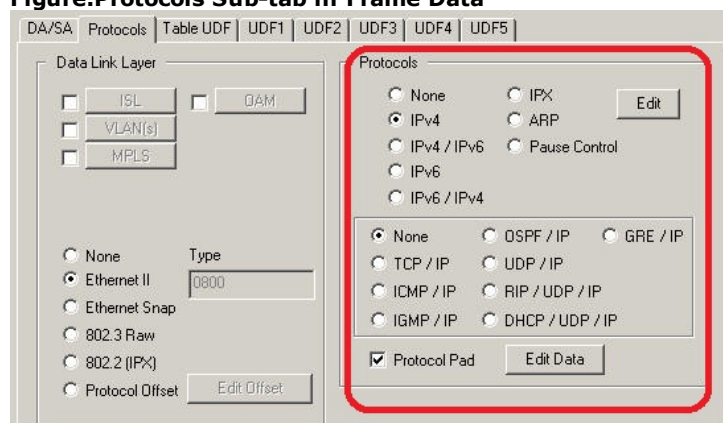 Figure:Protocols Sub-tab in Frame Data
DA/SA Protocols Table UDF UDF1 UDF2 UDF3 UDF4 UDF5
Data Link Layer
ISL OAM
VLAN(s)
MPLS
None Type
Ethernet II 0800
Ethernet Snap
802.3 Raw
802.2 (IPX)
Protocol Offset Edit Offset
Protocols
None IPX Edit
IPv4 ARP
IPv4 / IPv6 Pause Control
IPv6
IPv6 / IPv4
None OSPF / IP GRE / IP
TCP / IP UDP / IP
ICMP / IP RIP / UDP / IP
IGMP / IP DHCP / UDP / IP
Protocol Pad Edit Data